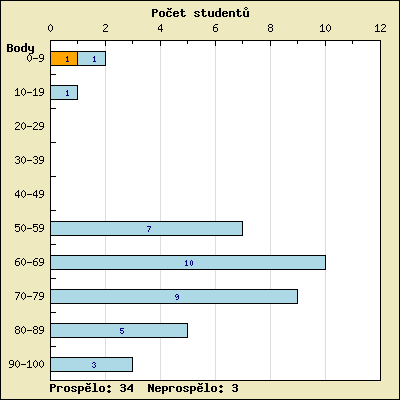 Počet studentů
0 2 4 6 8 10 12
Body
0-9 1 1
10-19 1
20-29
30-39
40-49
50-59 7
60-69 10
70-79 9
80-89 5
90-100 3
Prospělo: 34 Neprospělo: 3